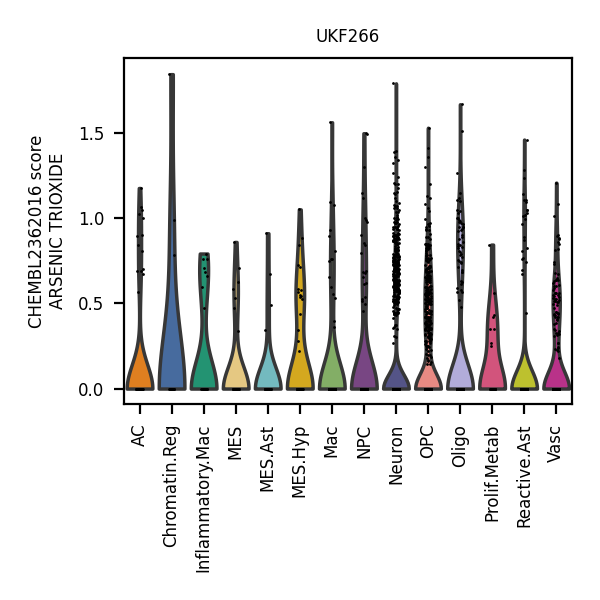 UKF266
CHEMBL2362016 score
ARSENIC TRIOXIDE
1.5
1.0
0.5
0.0
AC
Chromatin.Reg
Inflammatory.Mac
MES
MES.Ast
MES.Hyp
Mac
NPC
Neuron
OPC
Oligo
Prolif.Metab
Reactive.Ast
Vasc